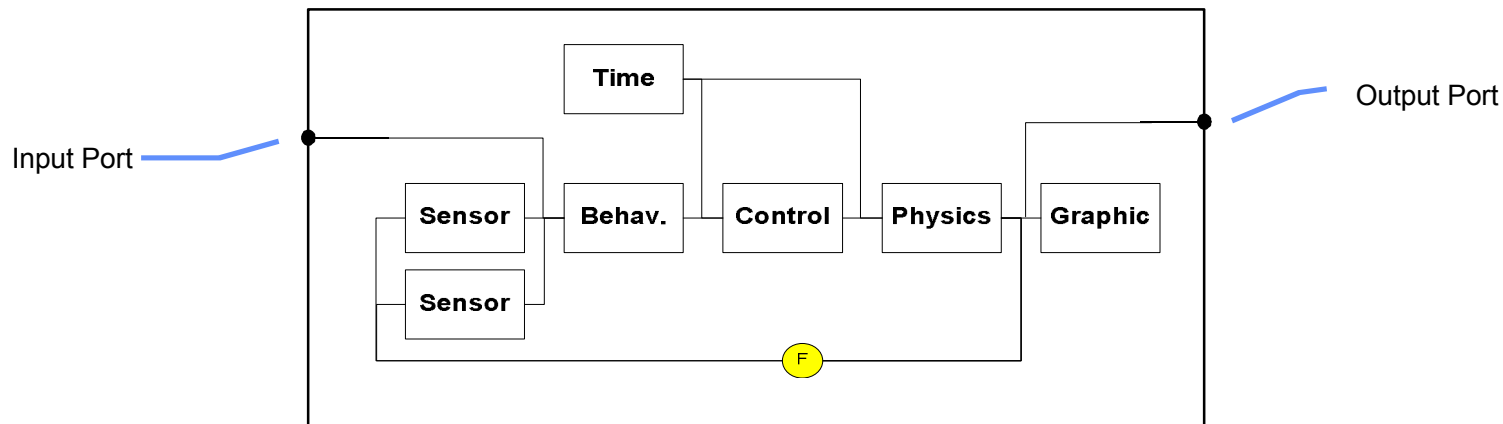 Time
Output Port
Input Port
Sensor
Behav.
Control
Physics
Graphic
Sensor
F